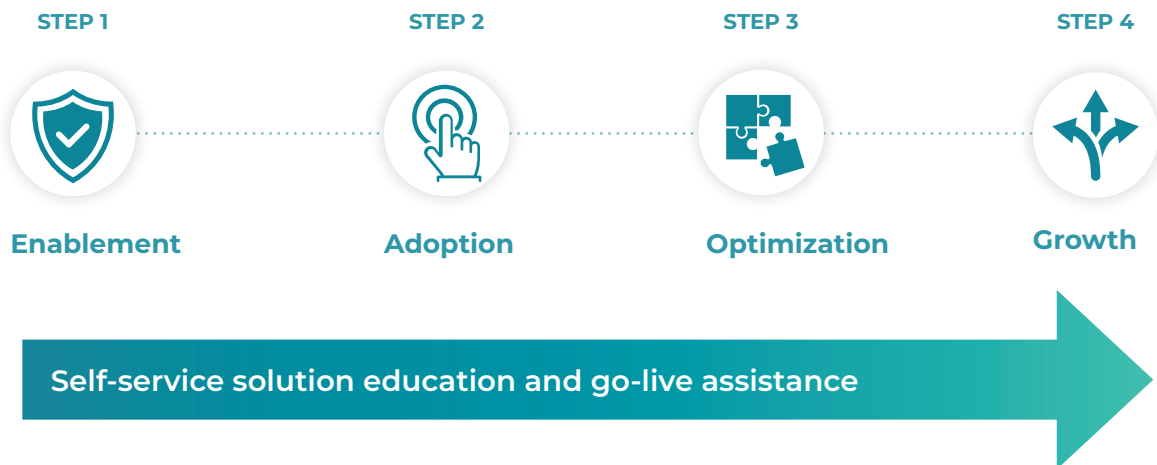 STEP 1
STEP 2
STEP 3
STEP 4
Enablement
Adoption
Optimization
Growth
Self-service solution education and go-live assistance